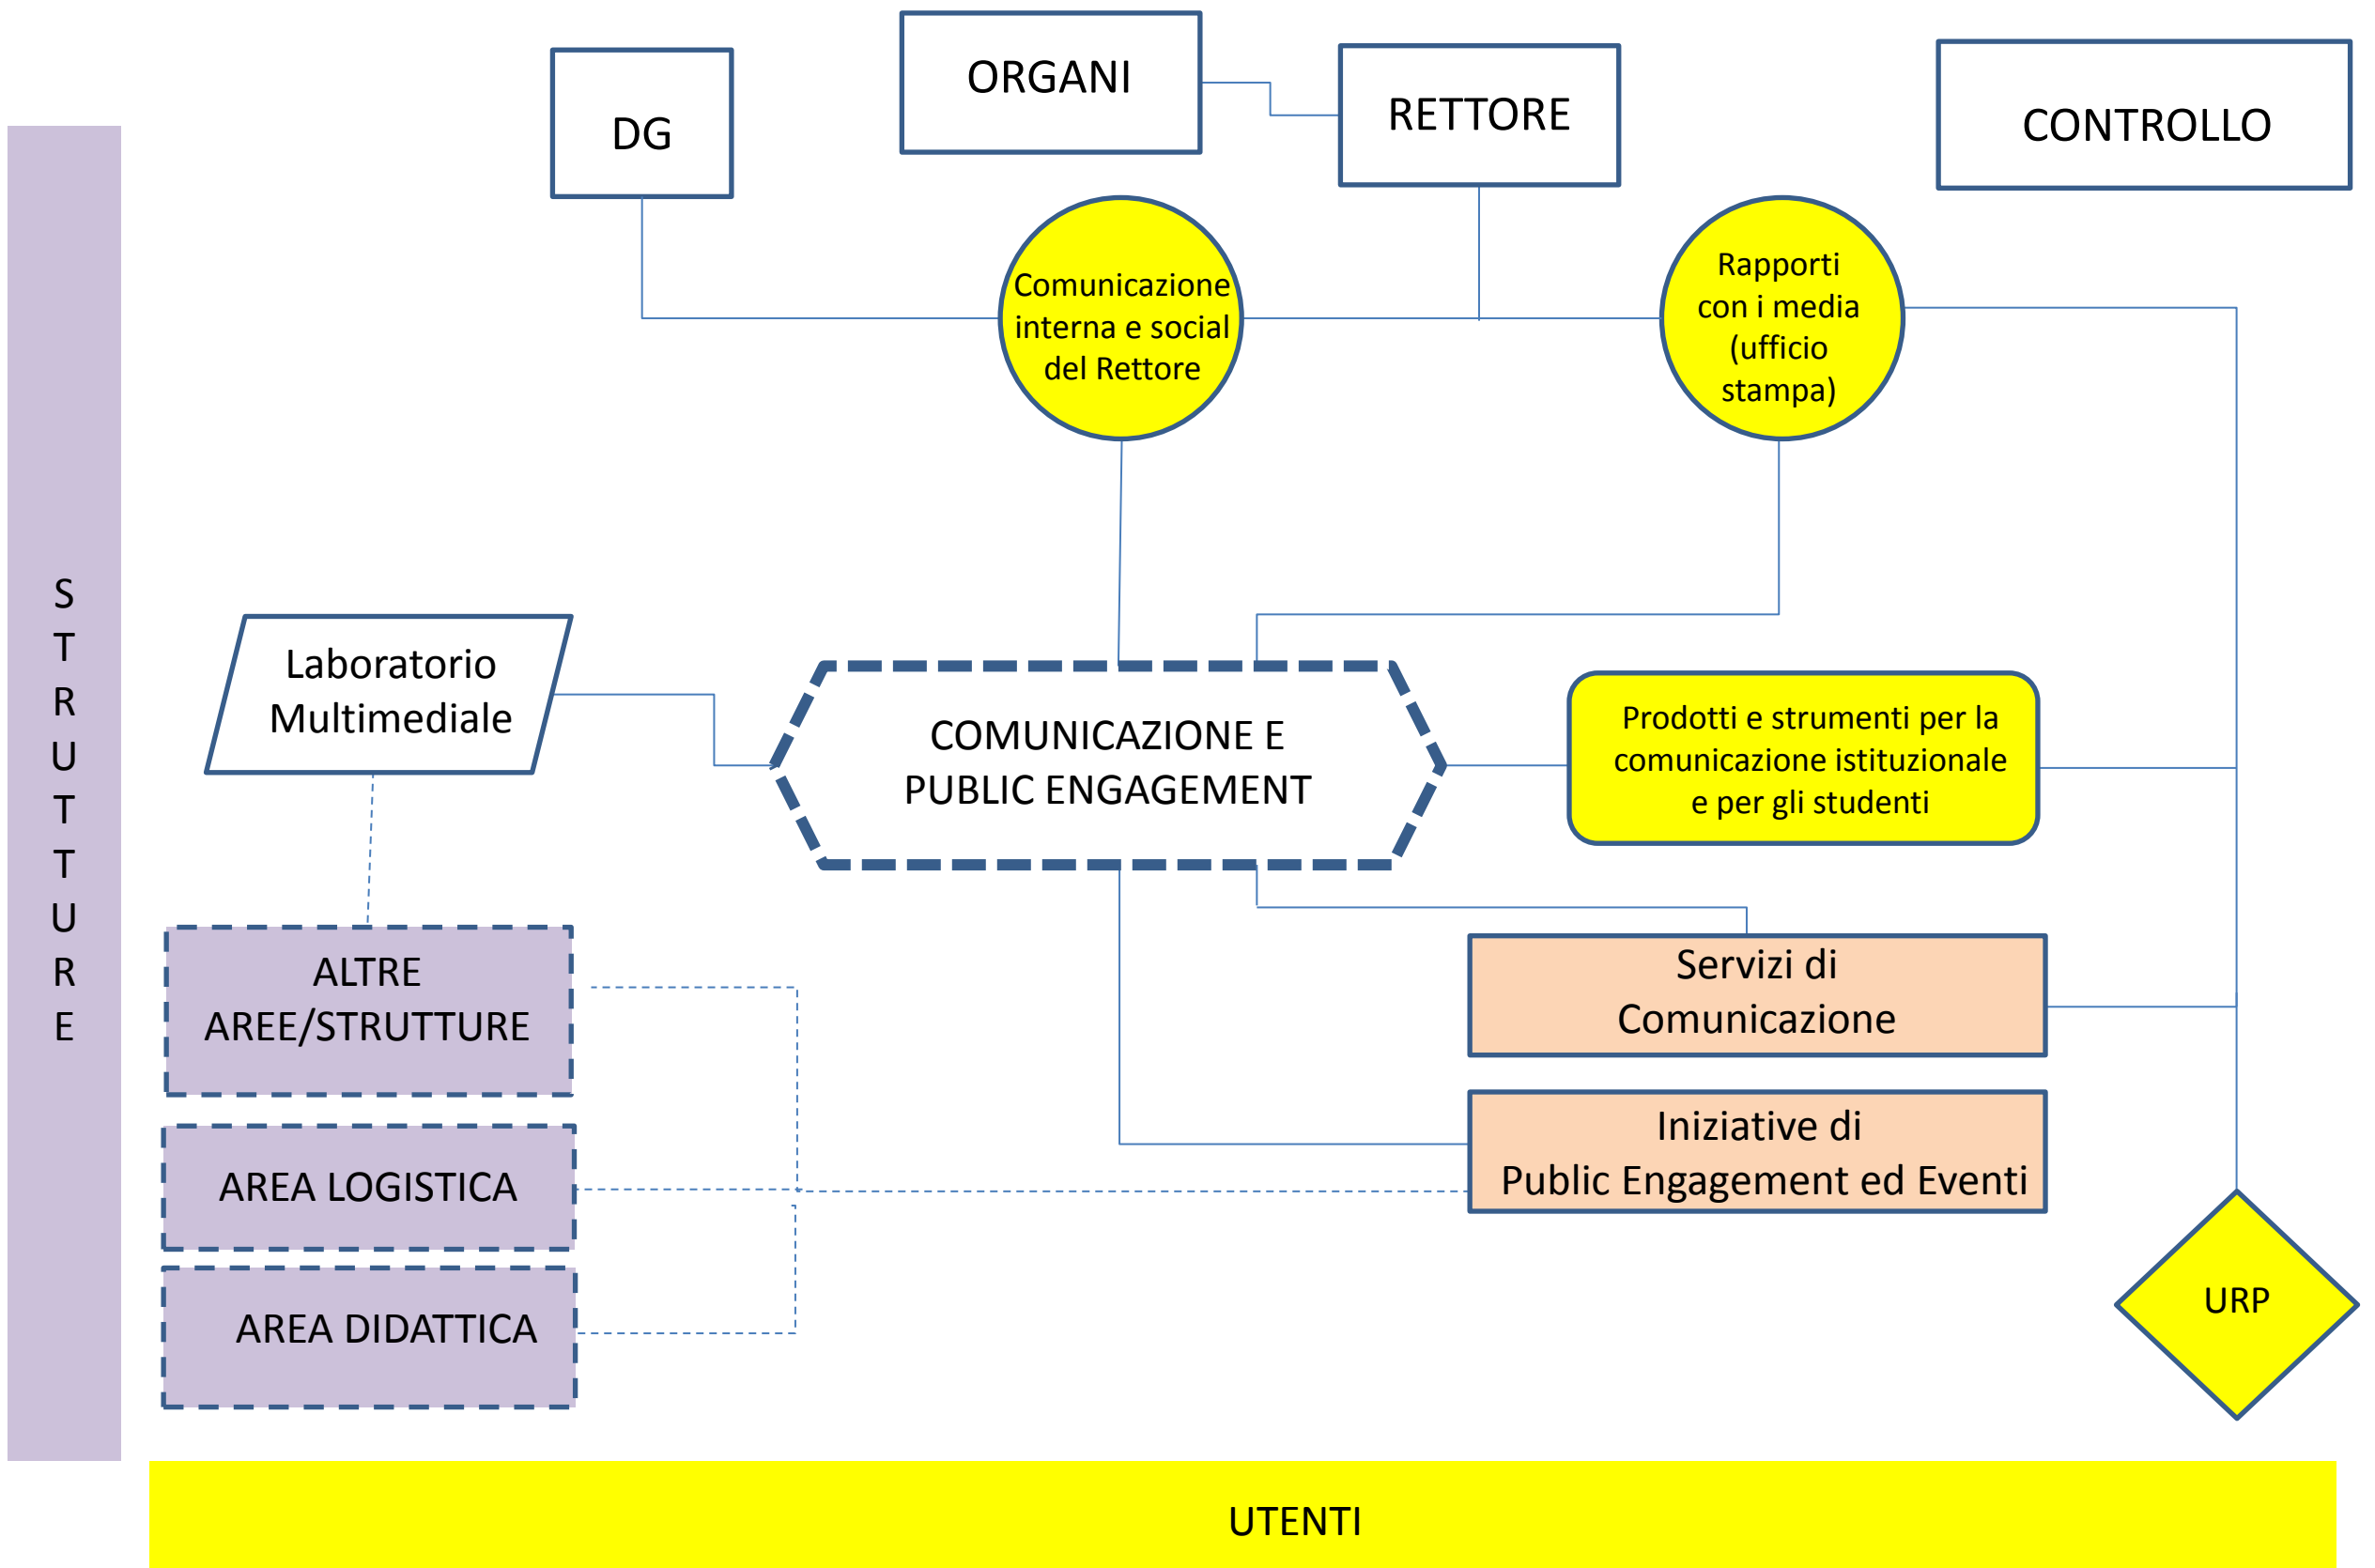 ORGANI
DG
RETTORE
CONTROLLO
Comunicazione
interna e social
del Rettore
Rapporti
con i media
(ufficio
stampa)
S
T
R
U
T
T
U
R
E
Laboratorio
Multimediale
COMUNICAZIONE E
PUBLIC ENGAGEMENT
Prodotti e strumenti per la
comunicazione istituzionale
e per gli studenti
ALTRE
AREE/STRUTTURE
Servizi di
Comunicazione
AREA LOGISTICA
Iniziative di
Public Engagement ed Eventi
AREA DIDATTICA
URP
UTENTI